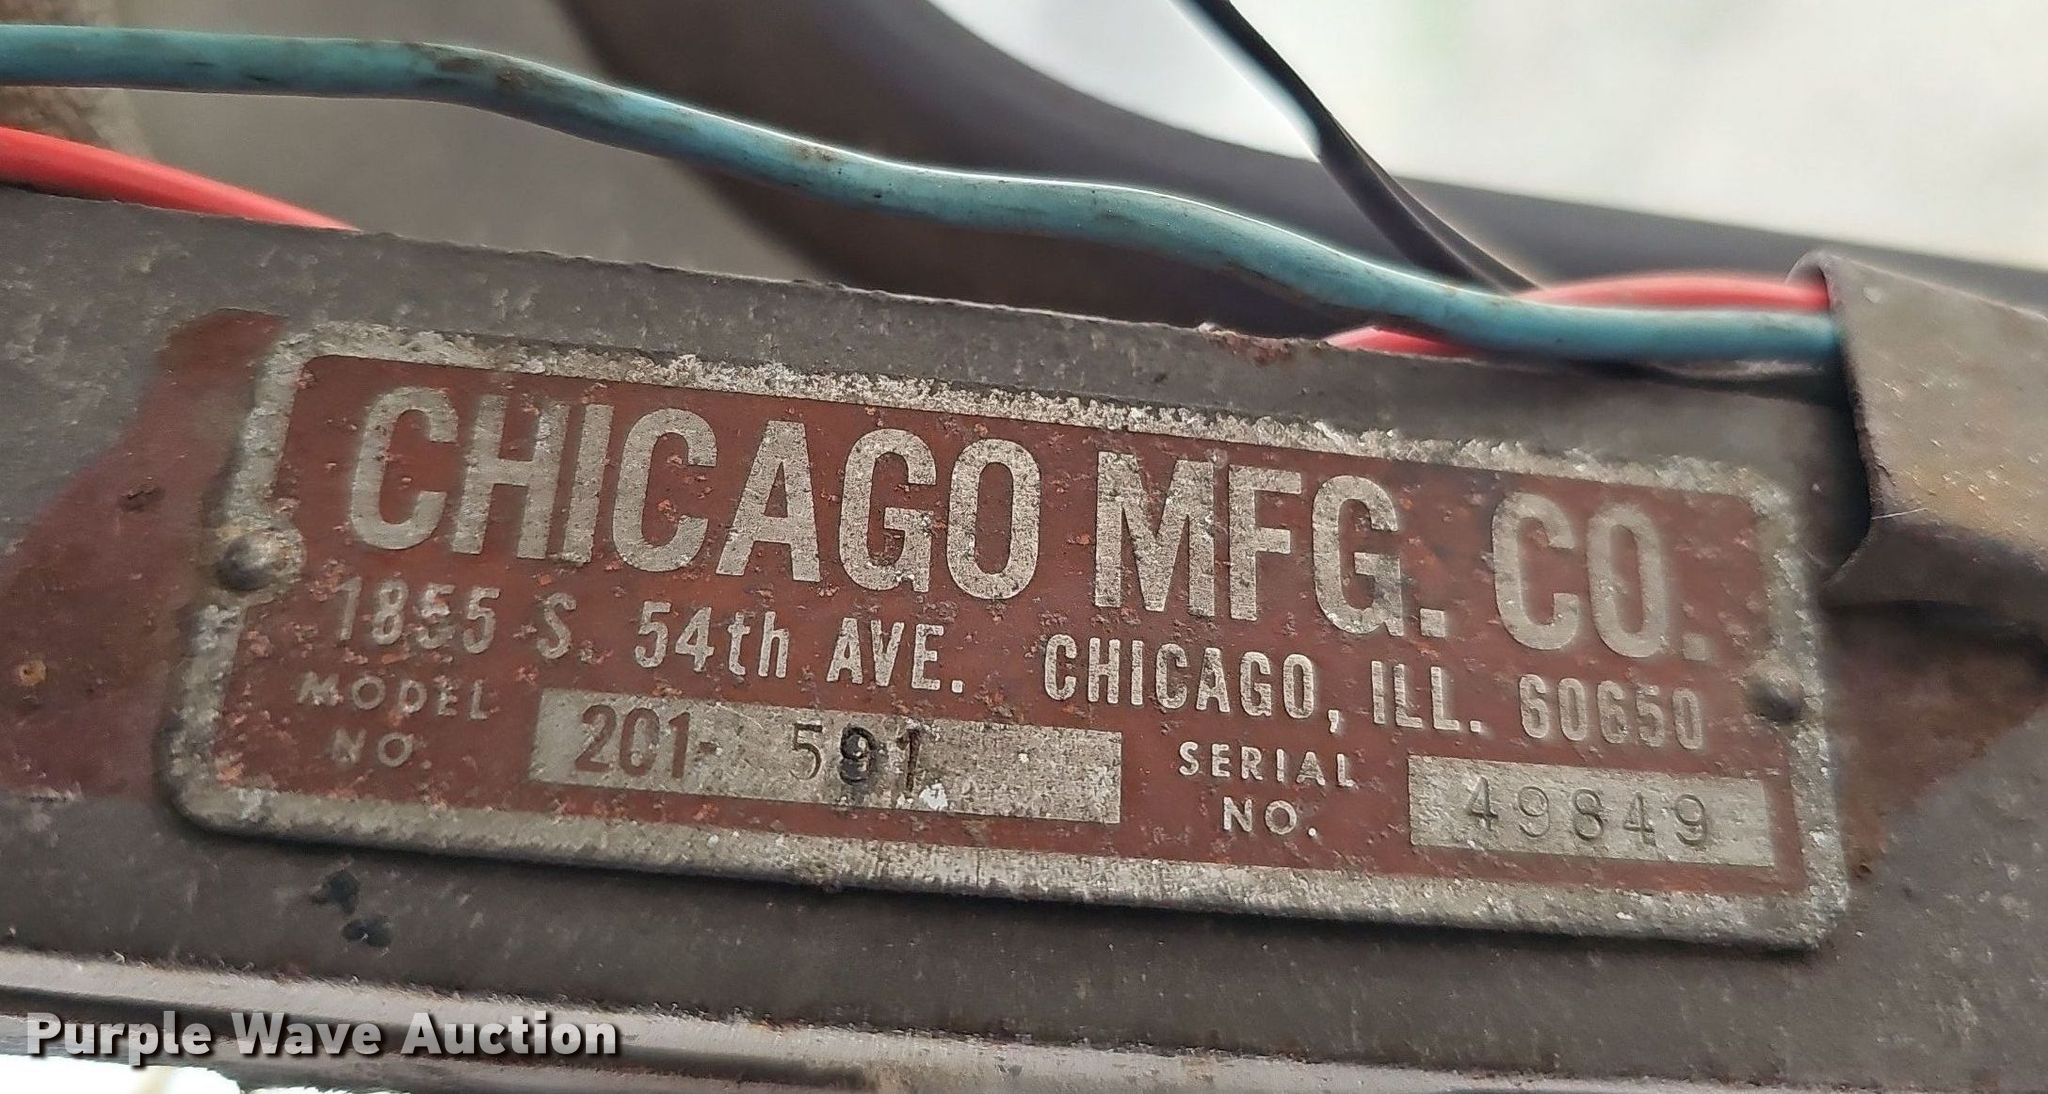 CHICAGO MFG. CO.
1855 S. 54th AVE. CHICAGO, ILL. 60650
MODEL NO. 201- 591
SERIAL NO. 49849
Purple Wave Auction